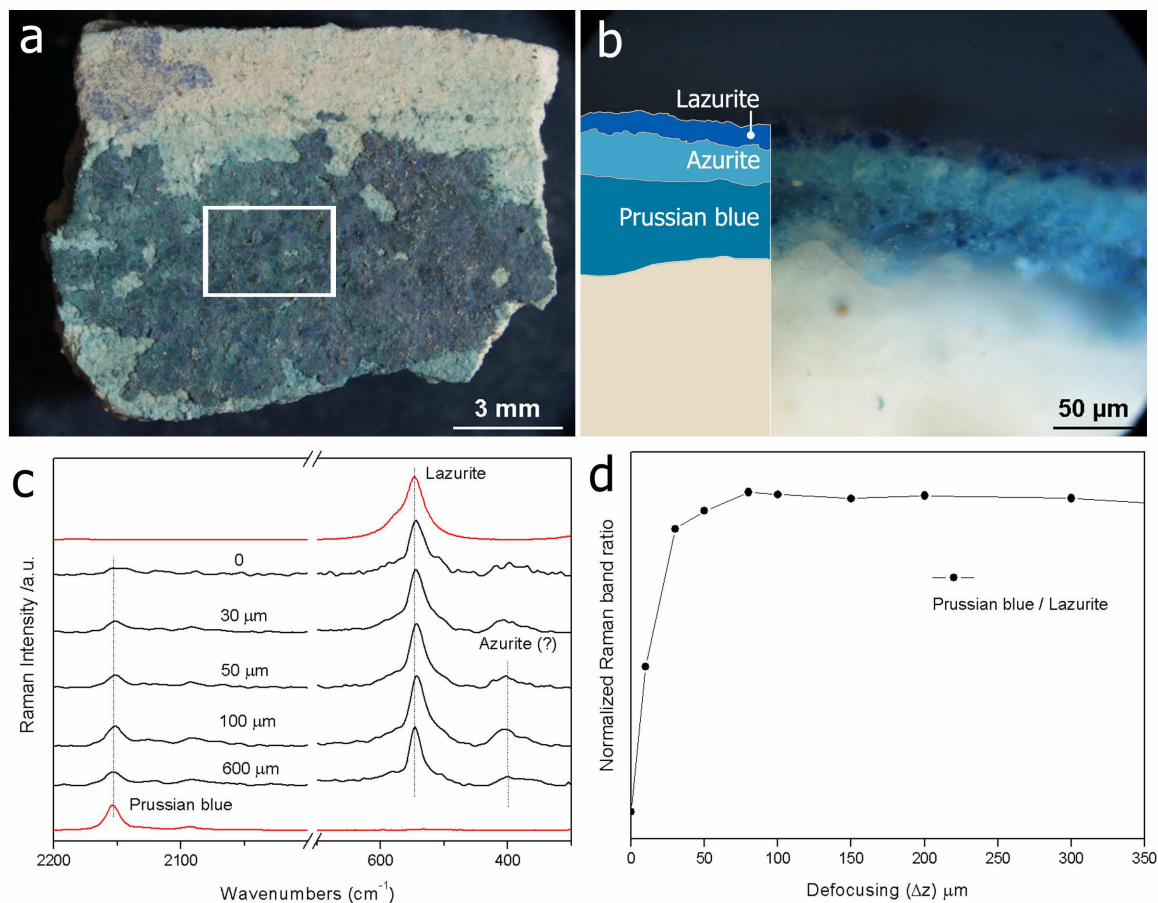 a
3 mm
b
Lazurite
Azurite
Prussian blue
50 µm
c
Lazurite
0
30 µm
Azurite (?)
50 µm
100 µm
600 µm
Prussian blue
Raman Intensity /a.u.
2200
2100
600
400
Wavenumbers (cm⁻¹)
d
Prussian blue / Lazurite
Normalized Raman band ratio
0
50
100
150
200
250
300
350
Defocusing (Δz) µm